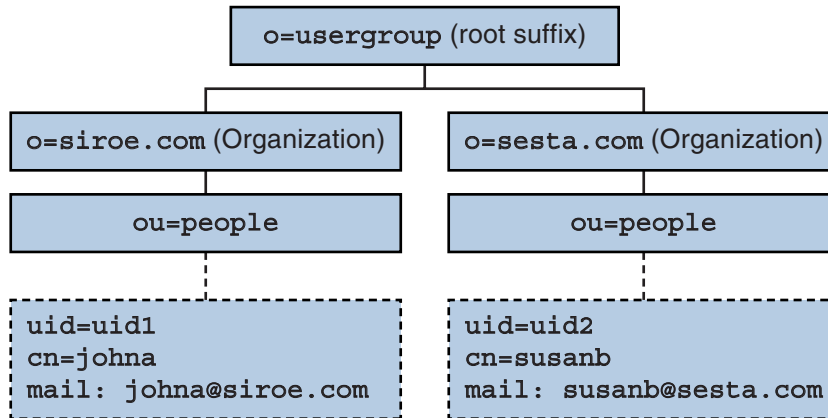 o=usergroup (root suffix)
o=siroe.com (Organization)
o=sesta.com (Organization)
ou=people
ou=people
uid=uid1
cn=johna
mail: johna@siroe.com
uid=uid2
cn=susanb
mail: susanb@sesta.com